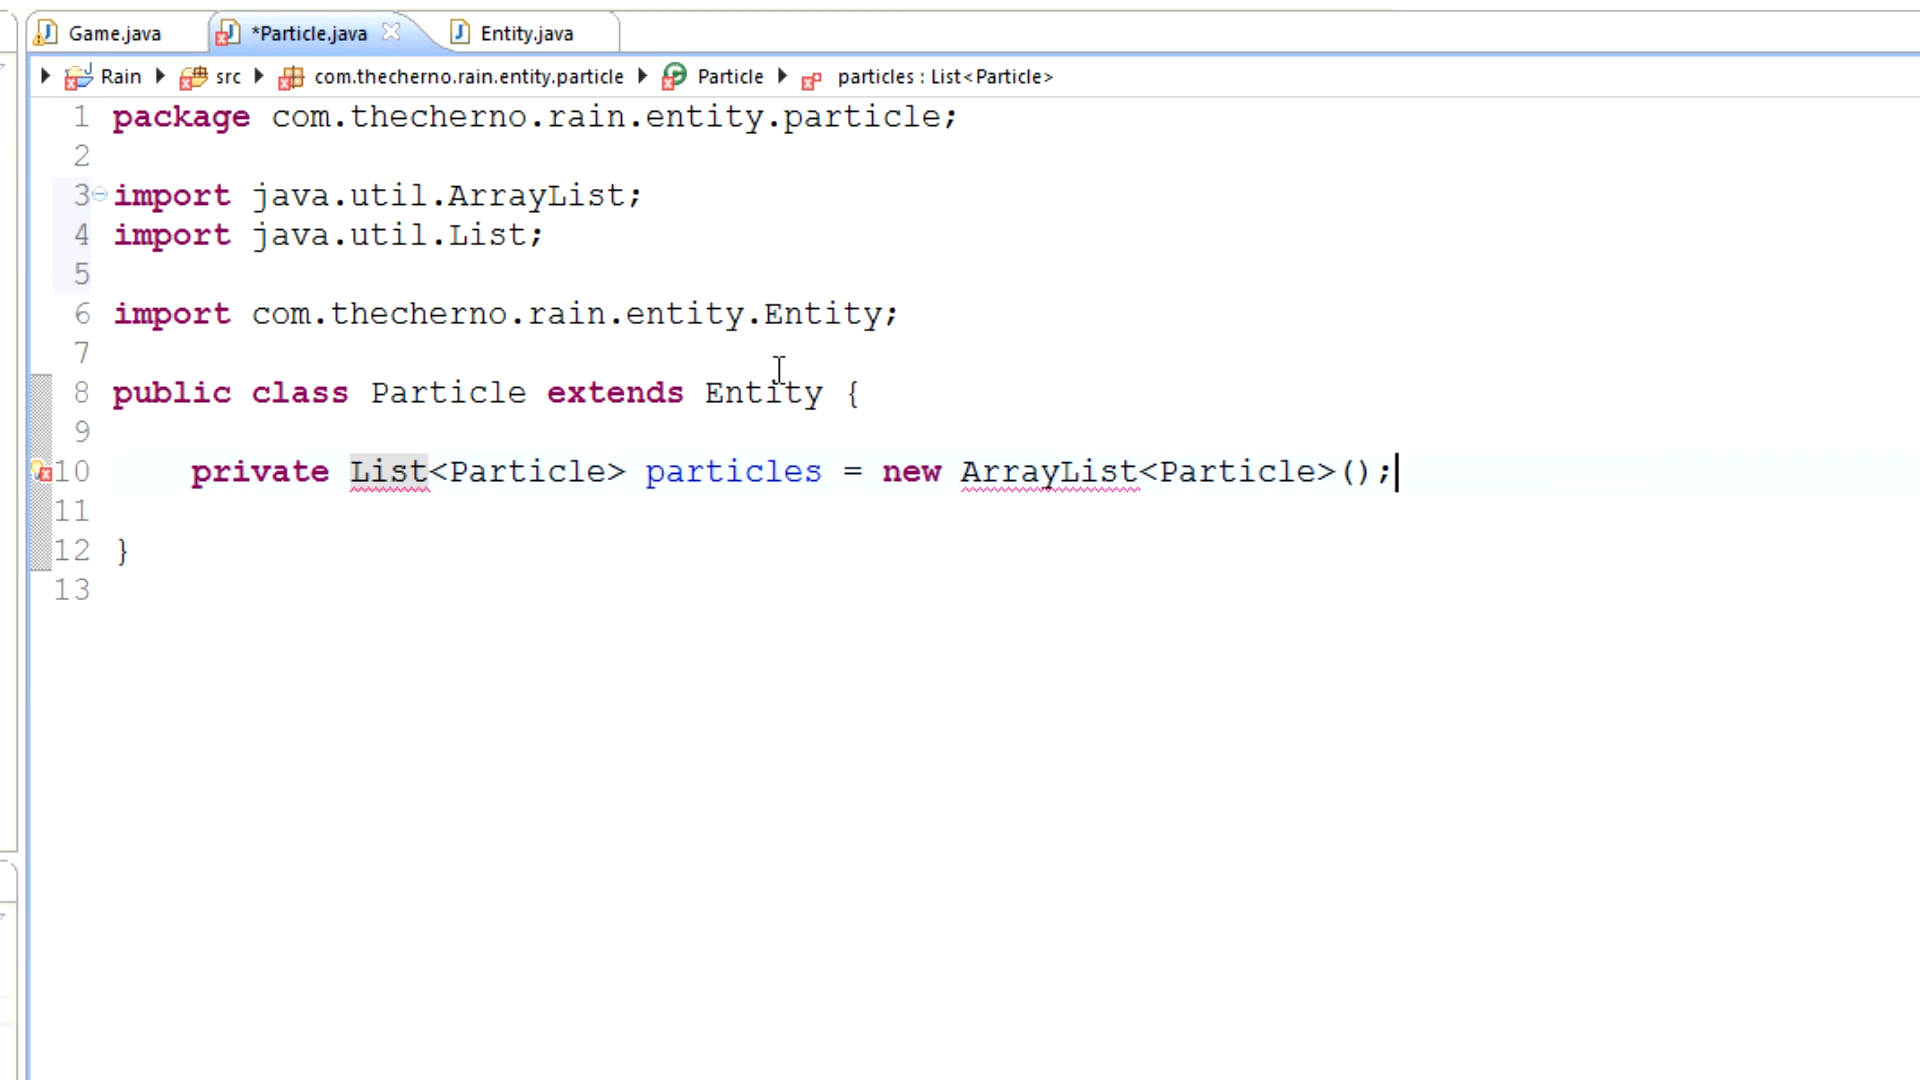 Game.java *Particle.java Entity.java
Rain src com.thecherno.rain.entity.particle Particle particles : List<Particle>
1 package com.thecherno.rain.entity.particle;
2
3 import java.util.ArrayList;
4 import java.util.List;
5
6 import com.thecherno.rain.entity.Entity;
7
8 public class Particle extends Entity {
9
10 private List<Particle> particles = new ArrayList<Particle>();
11
12 }
13